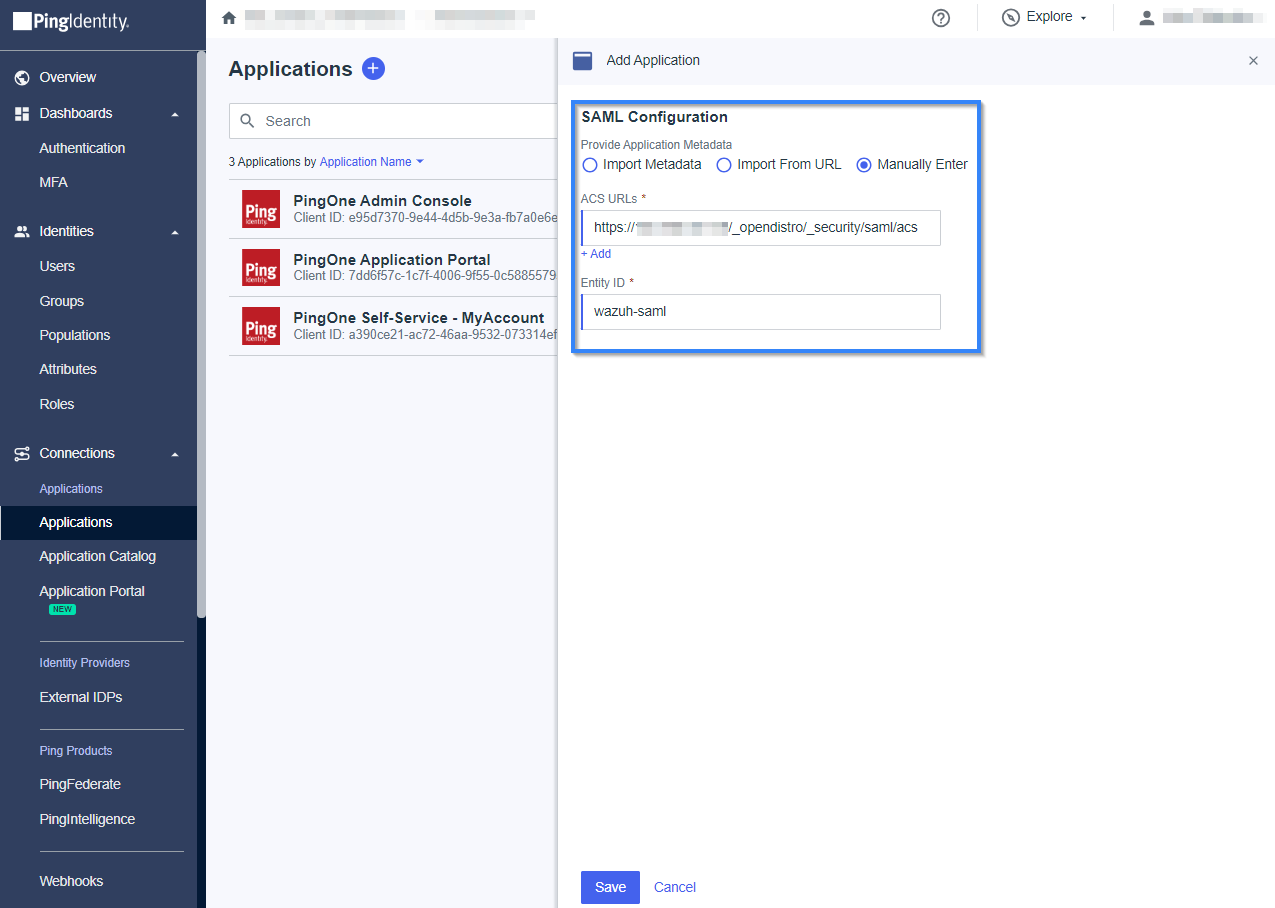 PingIdentity.
Explore
Overview
Dashboards
Authentication
MFA
Identities
Users
Groups
Populations
Attributes
Roles
Connections
Applications
Applications
Application Catalog
Application Portal
NEW
Identity Providers
External IDPs
Ping Products
PingFederate
PingIntelligence
Webhooks
Applications
Search
3 Applications by Application Name
Ping
Identity.
PingOne Admin Console
Client ID: e95d7370-9e44-4d5b-9e3a-fb7a0e6e
Ping
Identity.
PingOne Application Portal
Client ID: 7dd6f57c-1c7f-4006-9f55-0c5885579
Ping
Identity.
PingOne Self-Service - MyAccount
Client ID: a390ce21-ac72-46aa-9532-073314ef
Add Application
SAML Configuration
Provide Application Metadata
Import Metadata Import From URL Manually Enter
ACS URLs *
https:// /_opendistro/_security/saml/acs
+ Add
Entity ID *
wazuh-saml
Save Cancel